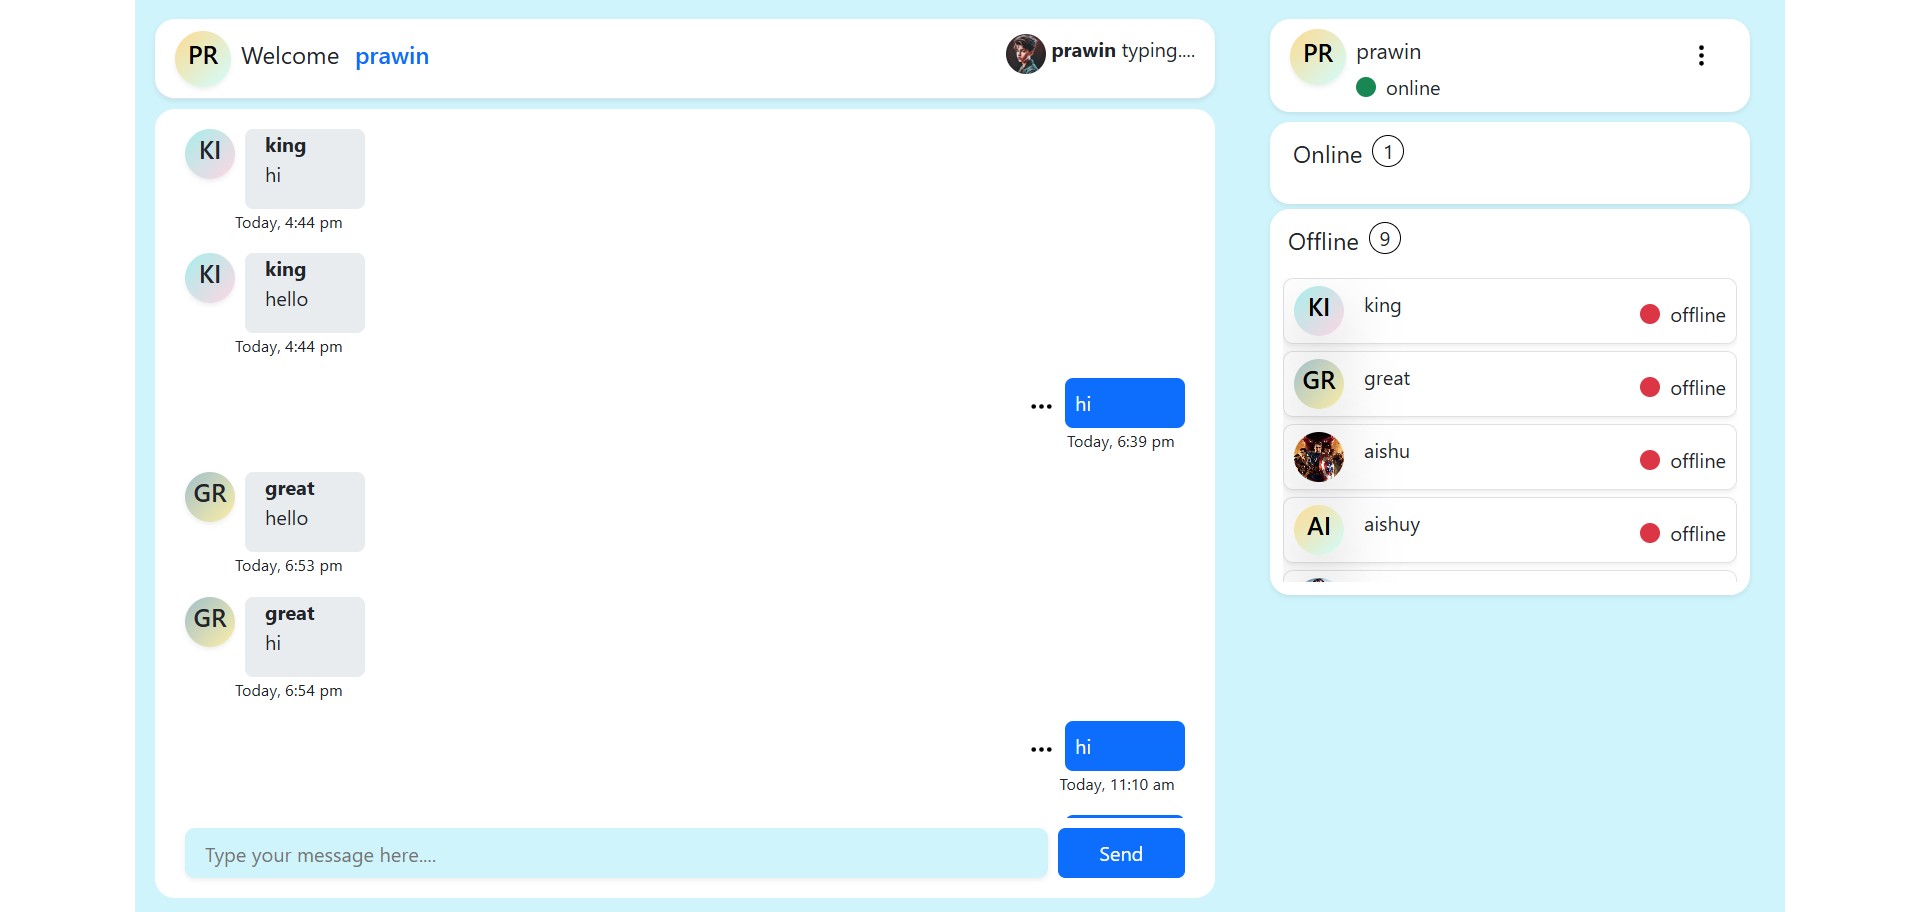 PR Welcome prawin
prawin typing....
KI king
hi
Today, 4:44 pm
KI king
hello
Today, 4:44 pm
hi
Today, 6:39 pm
GR great
hello
Today, 6:53 pm
GR great
hi
Today, 6:54 pm
hi
Today, 11:10 am
Type your message here....
Send
PR prawin
online
Online 1
Offline 9
KI king offline
GR great offline
aishu offline
AI aishuy offline